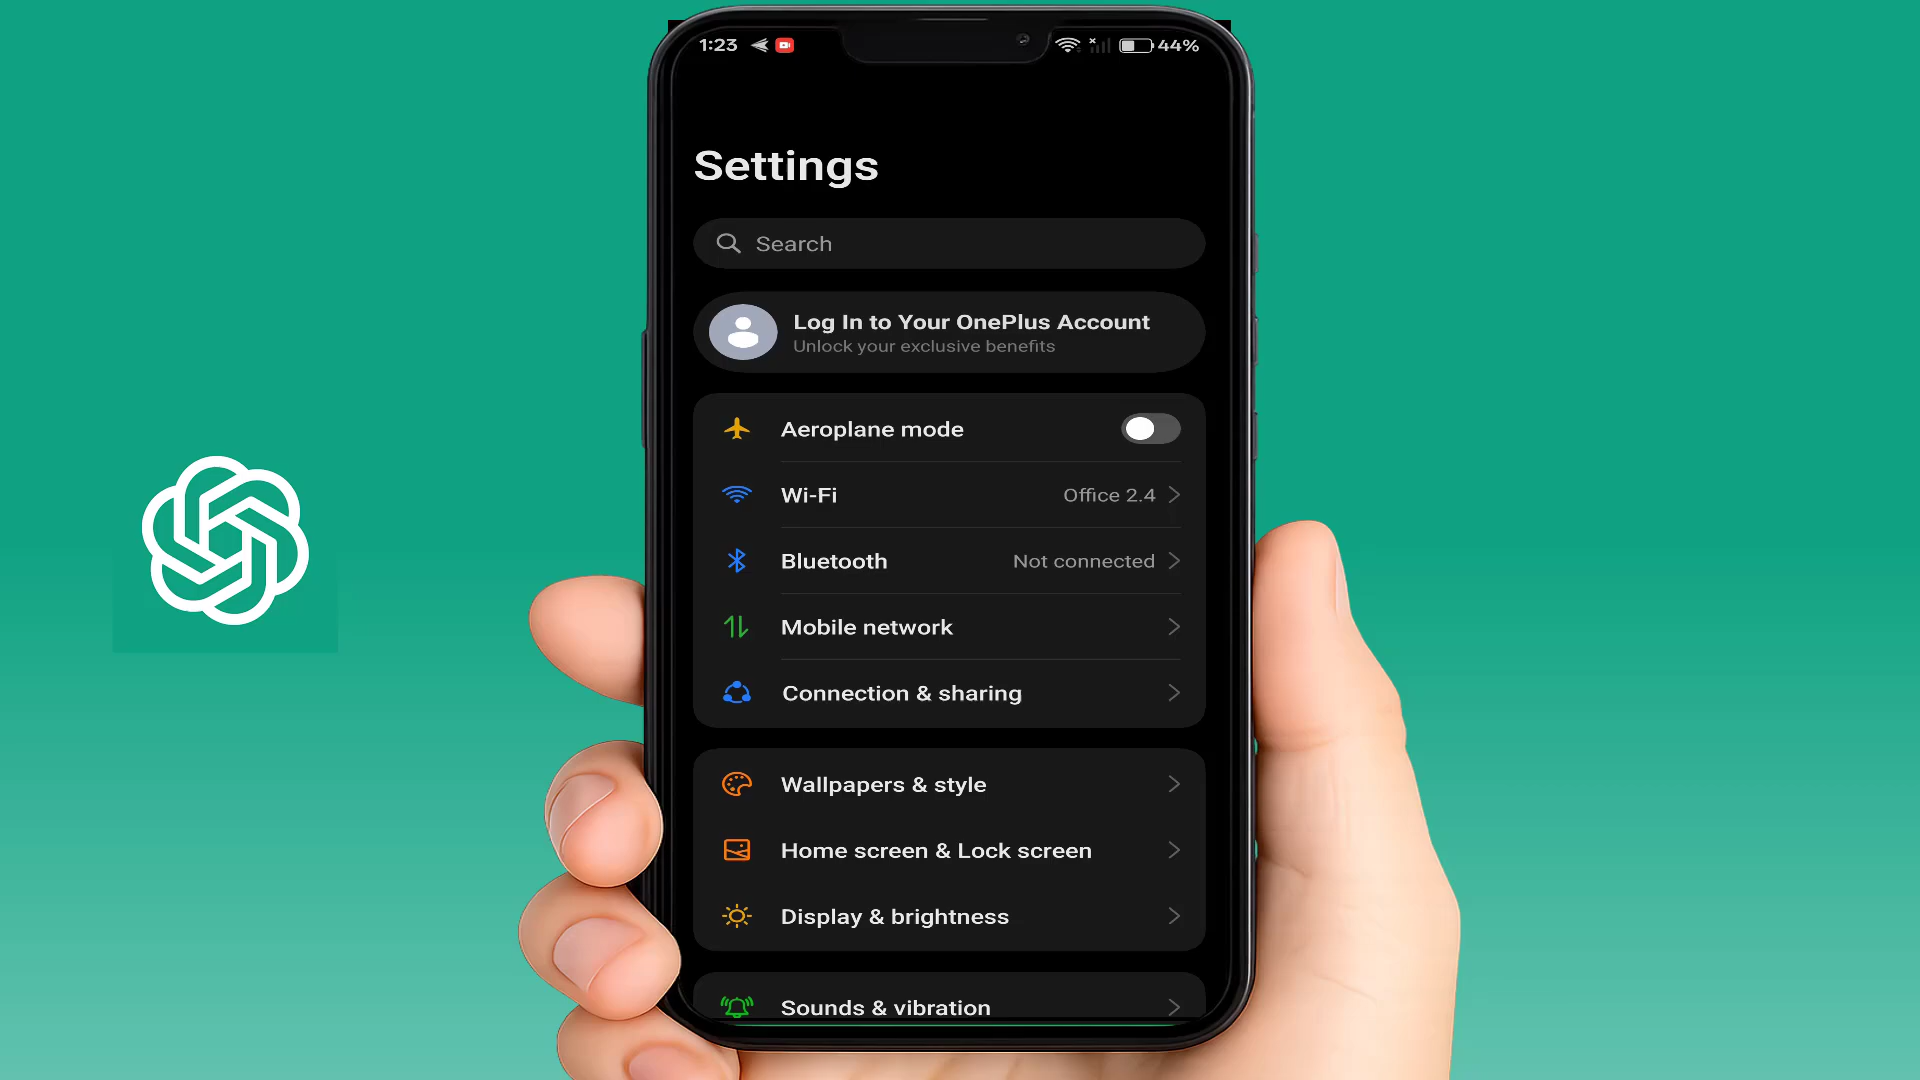 1:23
44%
Settings
Search
Log In to Your OnePlus Account
Unlock your exclusive benefits
Aeroplane mode
Wi-Fi Office 2.4
Bluetooth Not connected
Mobile network
Connection & sharing
Wallpapers & style
Home screen & Lock screen
Display & brightness
Sounds & vibration